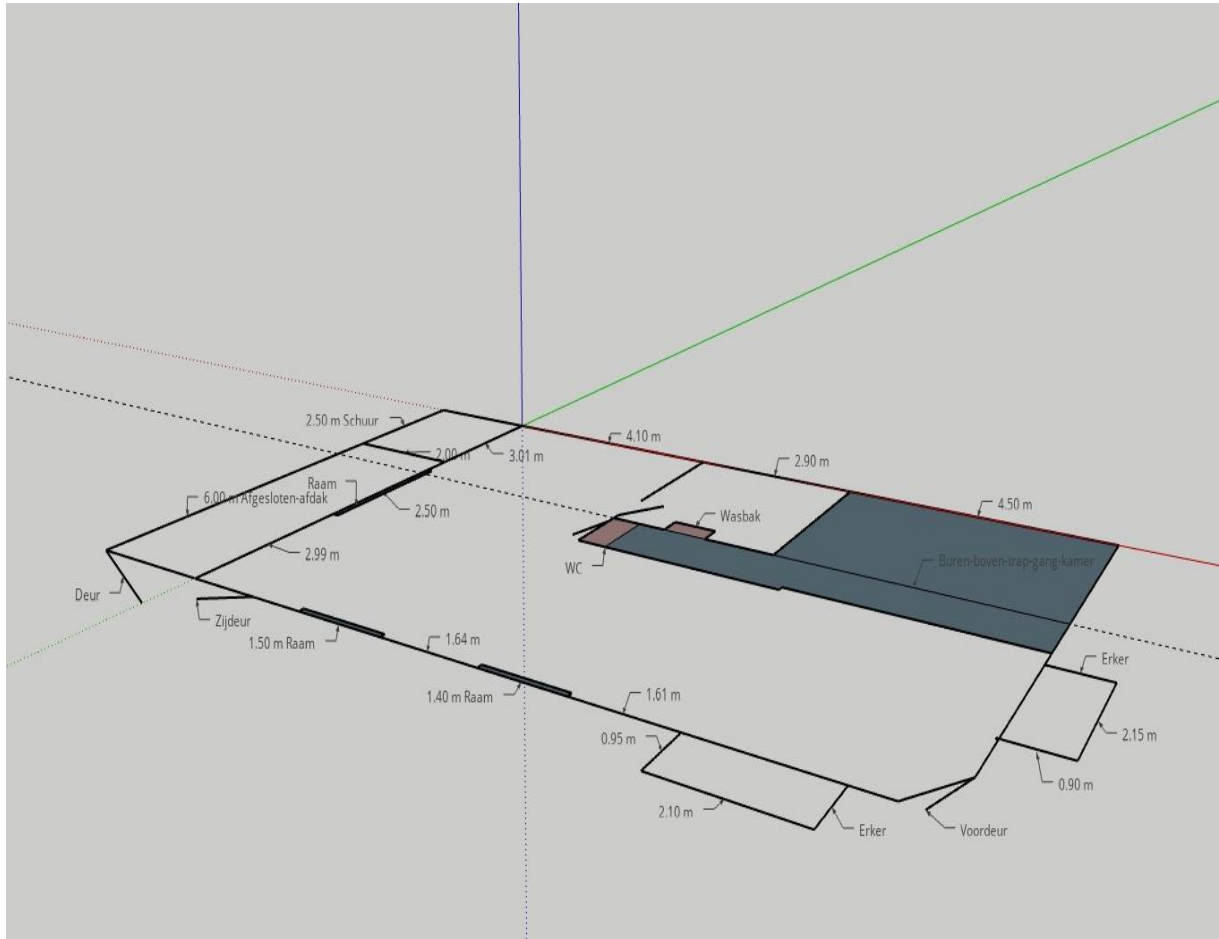 2.50 m Schuur
4.10 m
2.00 m
3.01 m
2.90 m
Raam
6.00 m Afgesloten-afdak
2.50 m
4.50 m
Wasbak
2.99 m
WC
Buren-boven-trap-gang-kamer
Deur
Zijdeur
1.50 m Raam
1.64 m
Erker
1.40 m Raam
1.61 m
0.95 m
2.15 m
0.90 m
2.10 m
Erker
Voordeur